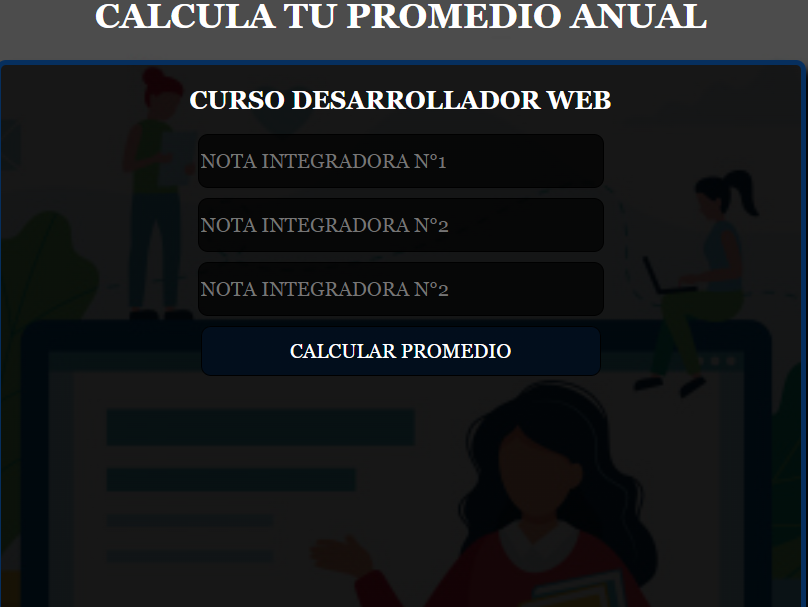 CALCULA TU PROMEDIO ANUAL
CURSO DESARROLLADOR WEB
NOTA INTEGRADORA N°1
NOTA INTEGRADORA N°2
NOTA INTEGRADORA N°2
CALCULAR PROMEDIO